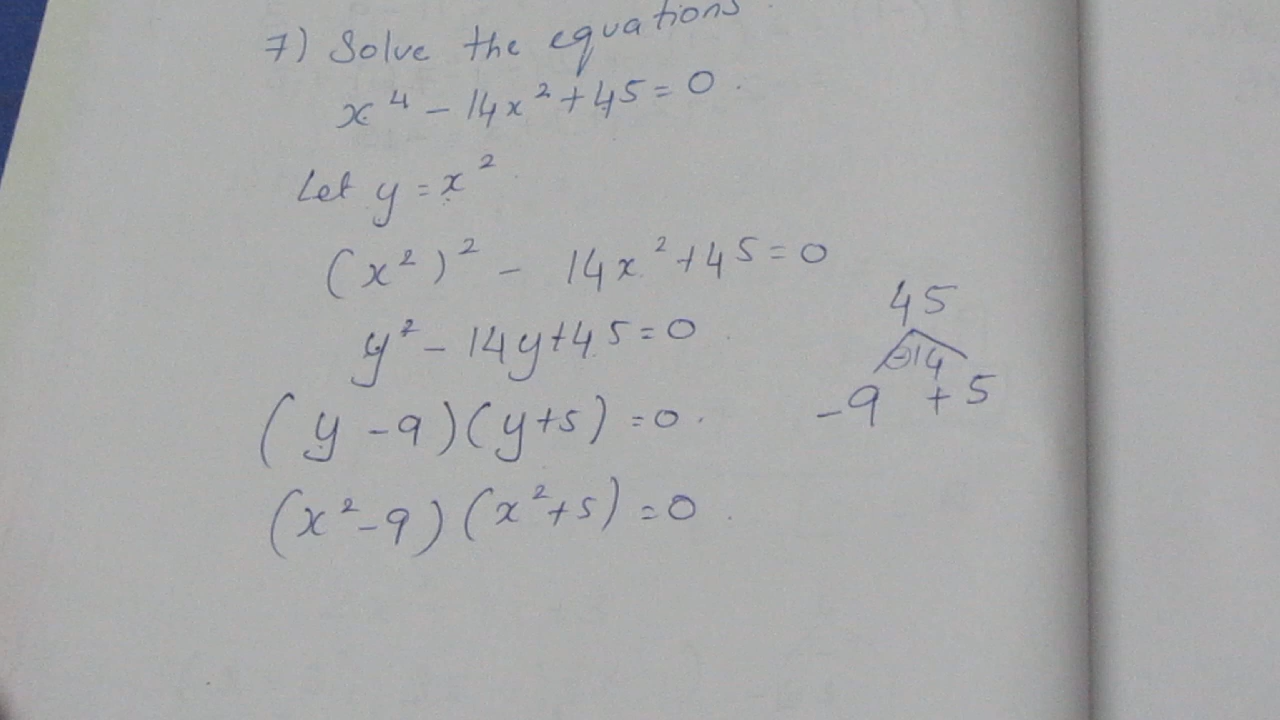 7) Solve the equations.
x⁴ - 14x² + 45 = 0.
Let y = x²
(x²)² - 14x² + 45 = 0
y² - 14y + 45 = 0
(y - 9)(y + 5) = 0.
(x² - 9)(x² + 5) = 0.
45
-14
-9 +5